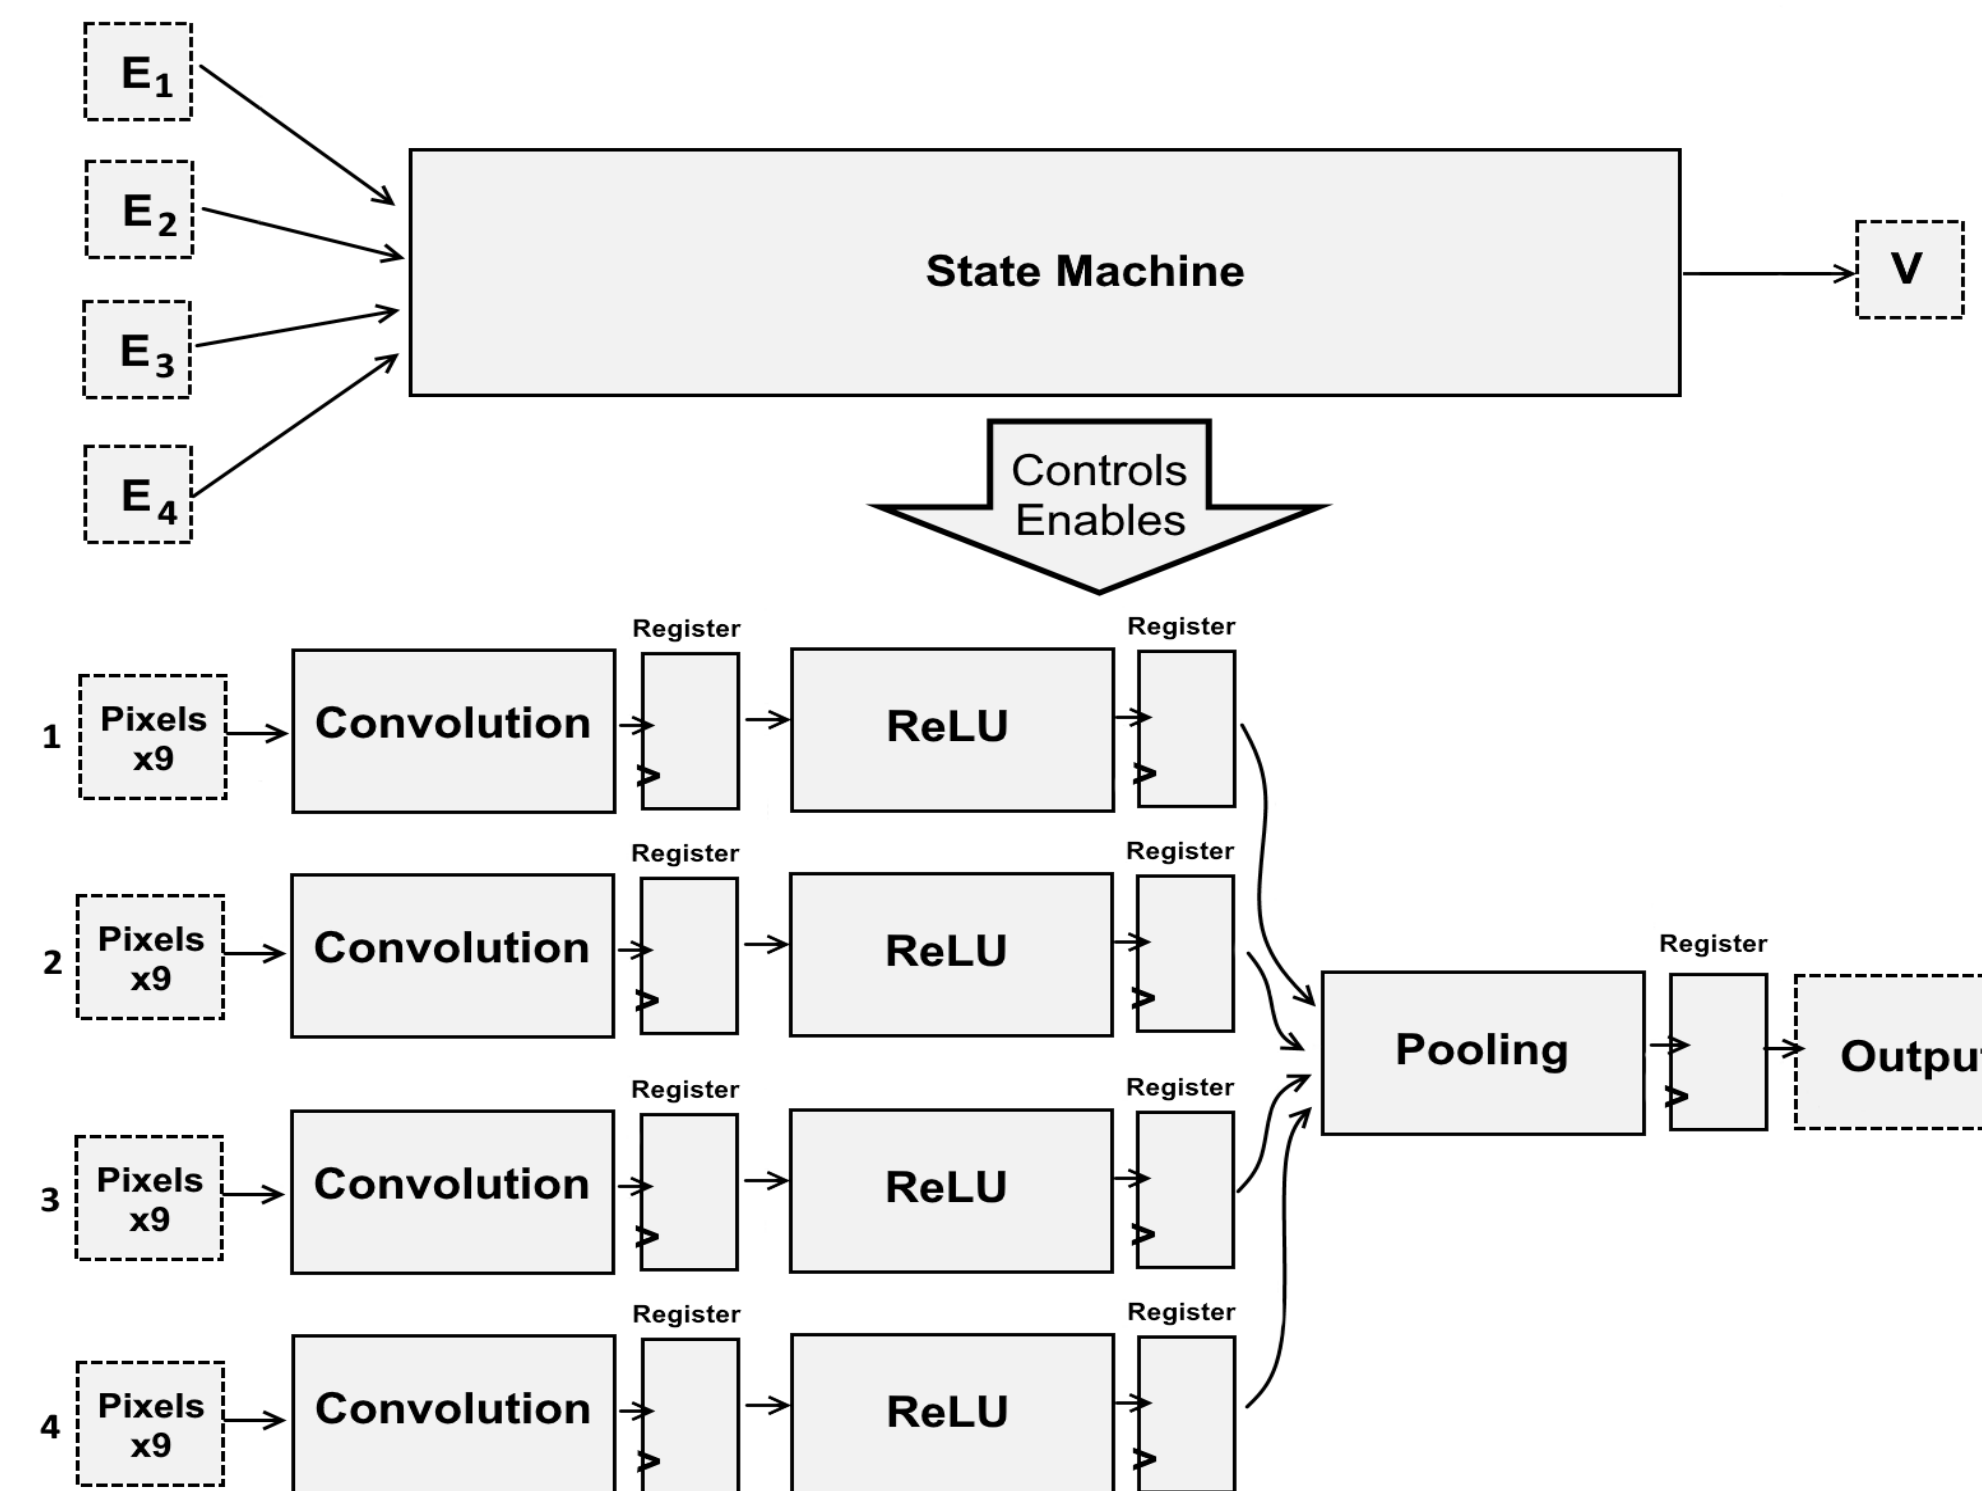 E1
E2
E3
E4
State Machine
V
Controls
Enables
Register
Register
1
Pixels
x9
Convolution
>
ReLU
>
Register
Register
2
Pixels
x9
Convolution
>
ReLU
>
Register
Pooling
>
Outpu
Register
Register
3
Pixels
x9
Convolution
>
ReLU
>
Register
Register
4
Pixels
x9
Convolution
>
ReLU
>